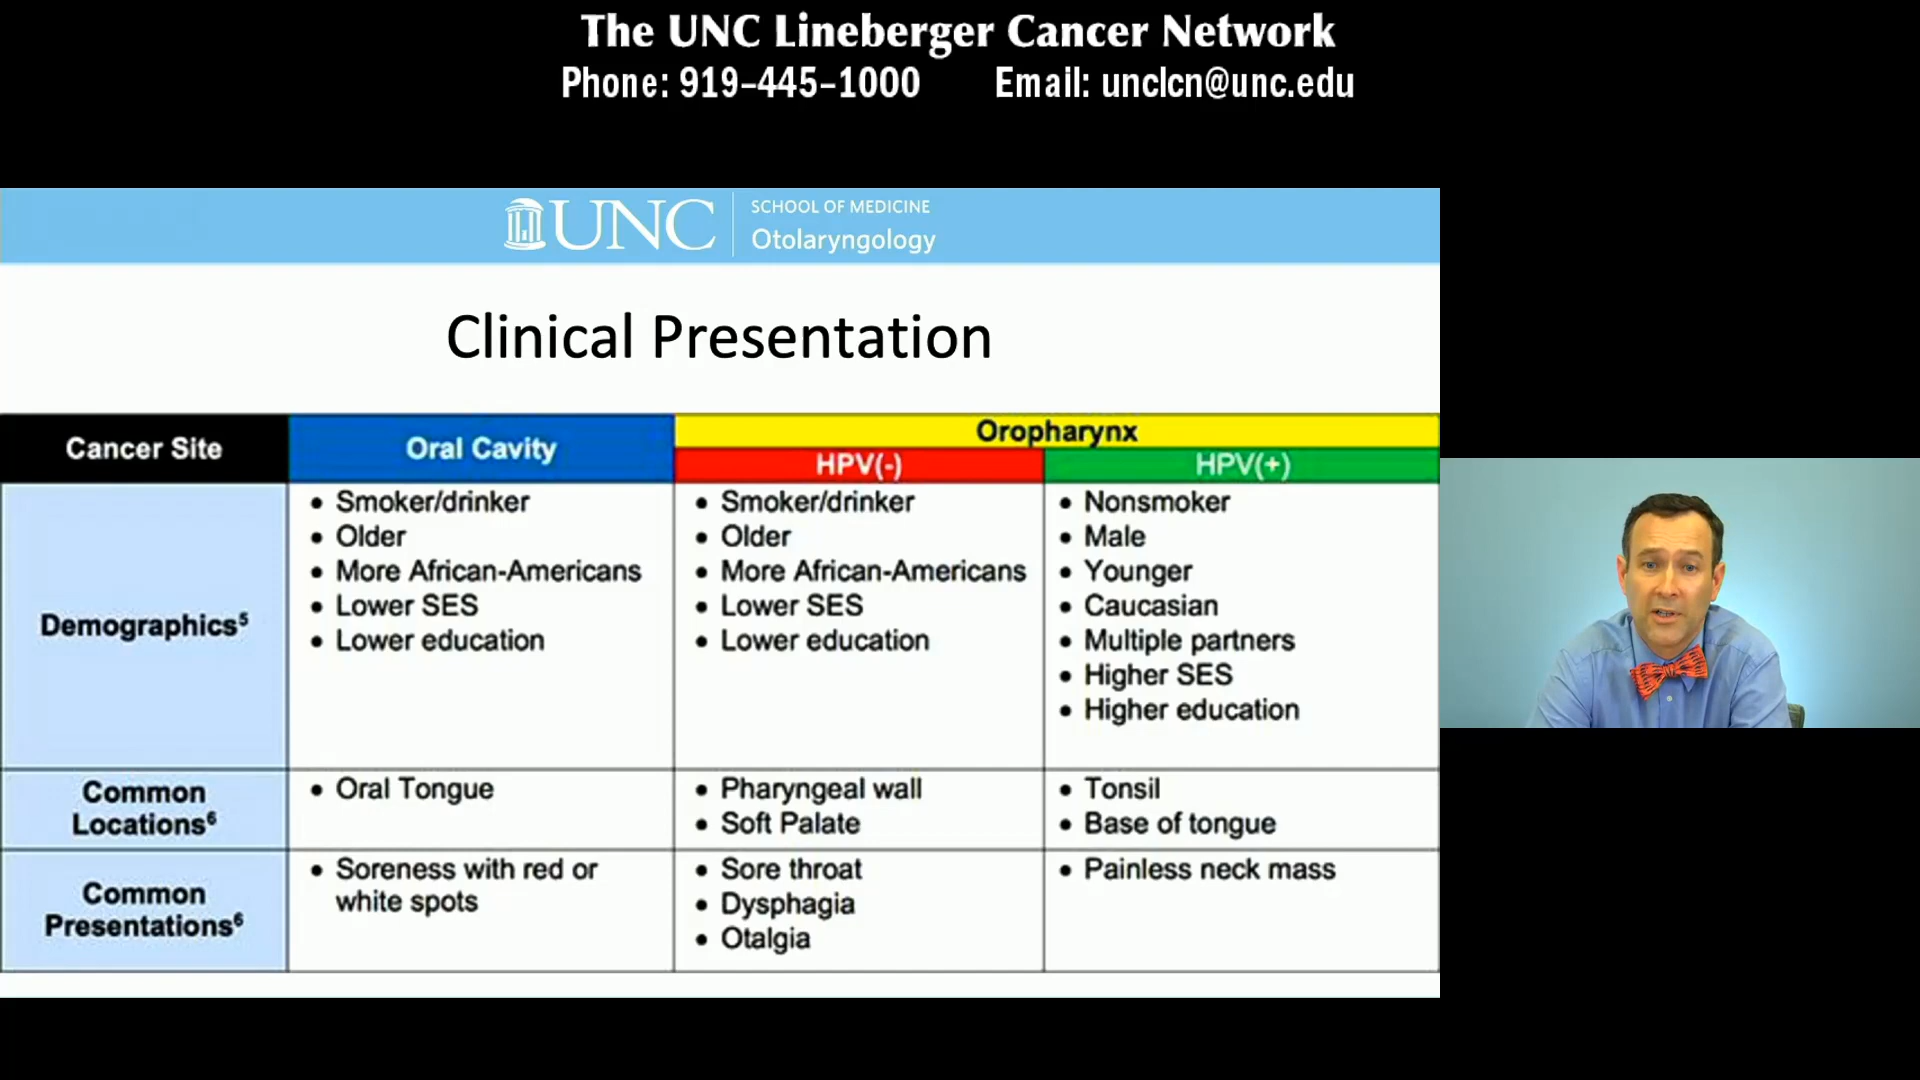 The UNC Lineberger Cancer Network
Phone: 919-445-1000 Email: unclcn@unc.edu
UNC SCHOOL OF MEDICINE
Otolaryngology
Clinical Presentation
Cancer Site
Oral Cavity
Oropharynx
HPV(-)
HPV(+)
Demographics⁵
• Smoker/drinker
• Older
• More African-Americans
• Lower SES
• Lower education
• Smoker/drinker
• Older
• More African-Americans
• Lower SES
• Lower education
• Nonsmoker
• Male
• Younger
• Caucasian
• Multiple partners
• Higher SES
• Higher education
Common
Locations⁶
• Oral Tongue
• Pharyngeal wall
• Soft Palate
• Tonsil
• Base of tongue
Common
Presentations⁶
• Soreness with red or
white spots
• Sore throat
• Dysphagia
• Otalgia
• Painless neck mass